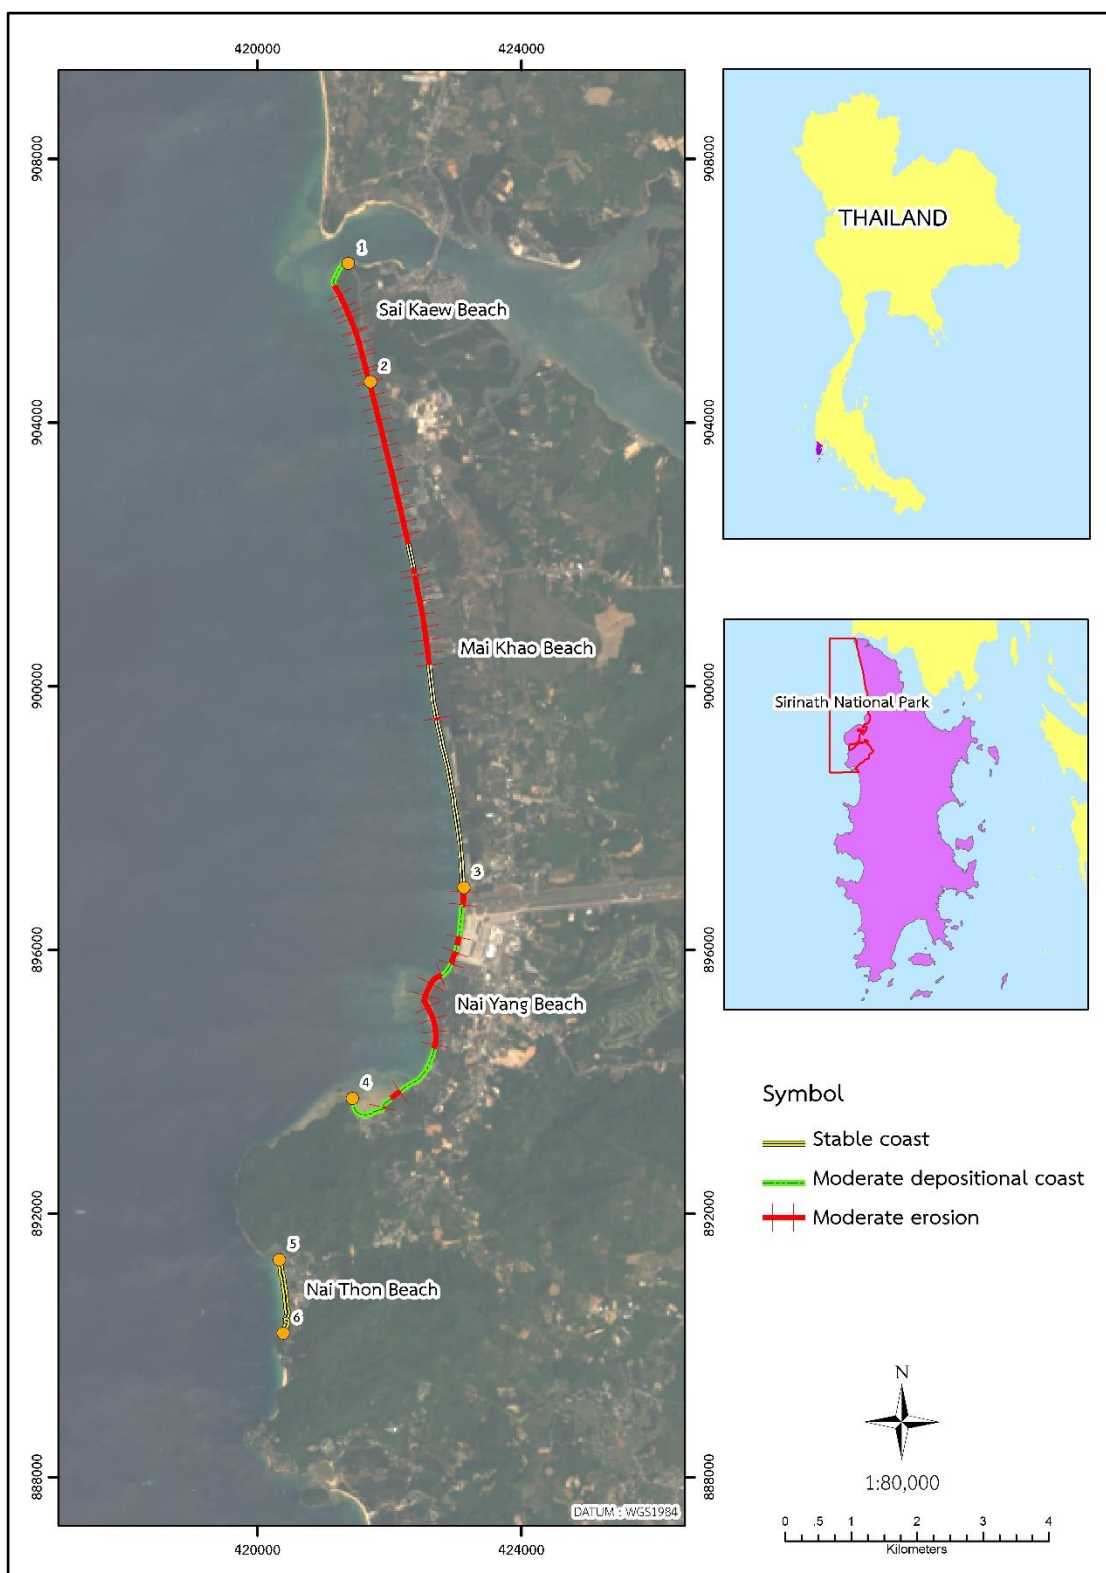 420000
424000
908000
904000
900000
896000
892000
888000
1
Sai Kaew Beach
2
Mai Khao Beach
3
Nai Yang Beach
4
5
Nai Thon Beach
6
DATUM : WGS1984
908000
904000
900000
896000
892000
888000
420000
424000
THAILAND
Sirinath National Park
Symbol
Stable coast
Moderate depositional coast
Moderate erosion
N
1:80,000
0 .5 1 2 3 4
Kilometers